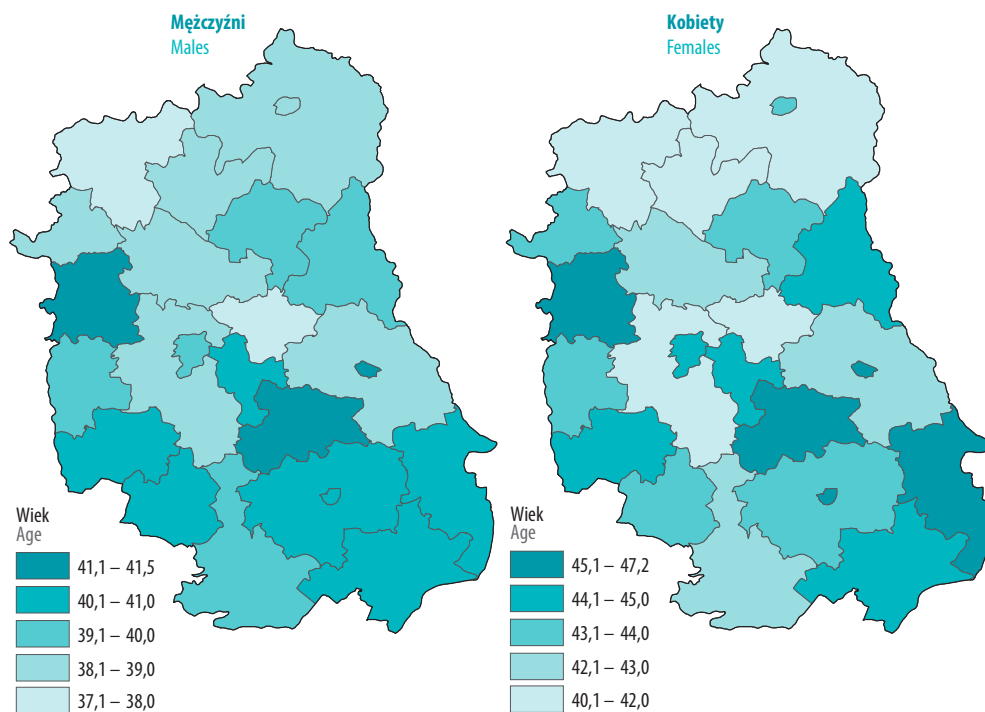 Mężczyźni
Males
Wiek
Age
41,1 – 41,5
40,1 – 41,0
39,1 – 40,0
38,1 – 39,0
37,1 – 38,0
Kobiety
Females
Wiek
Age
45,1 – 47,2
44,1 – 45,0
43,1 – 44,0
42,1 – 43,0
40,1 – 42,0